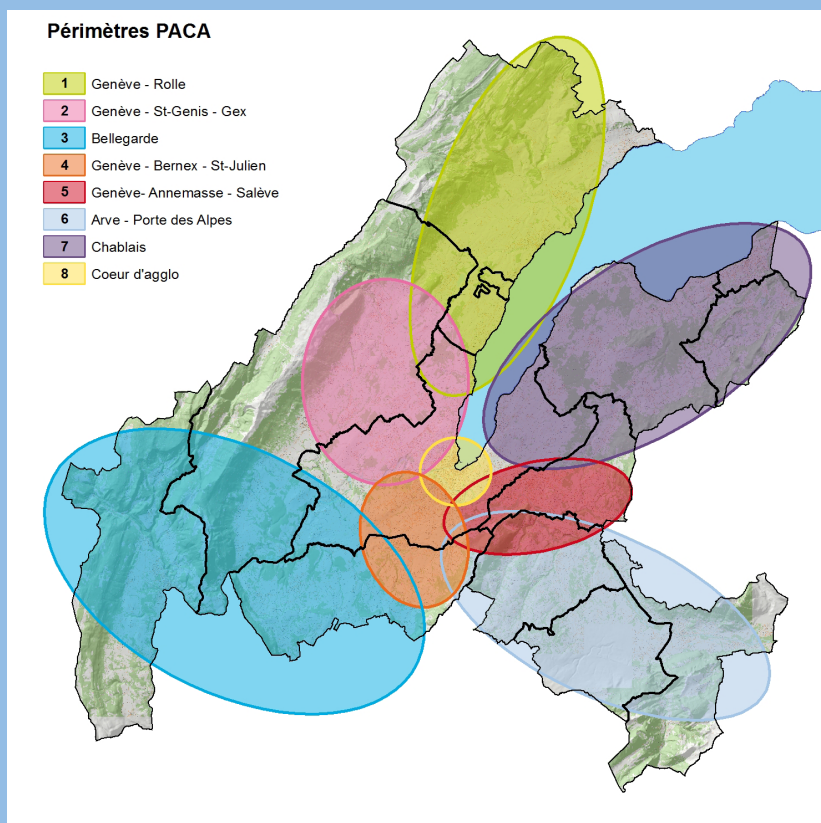 Périmètres PACA
1 Genève - Rolle
2 Genève - St-Genis - Gex
3 Bellegarde
4 Genève - Bernex - St-Julien
5 Genève- Annemasse - Salève
6 Arve - Porte des Alpes
7 Chablais
8 Coeur d'agglo